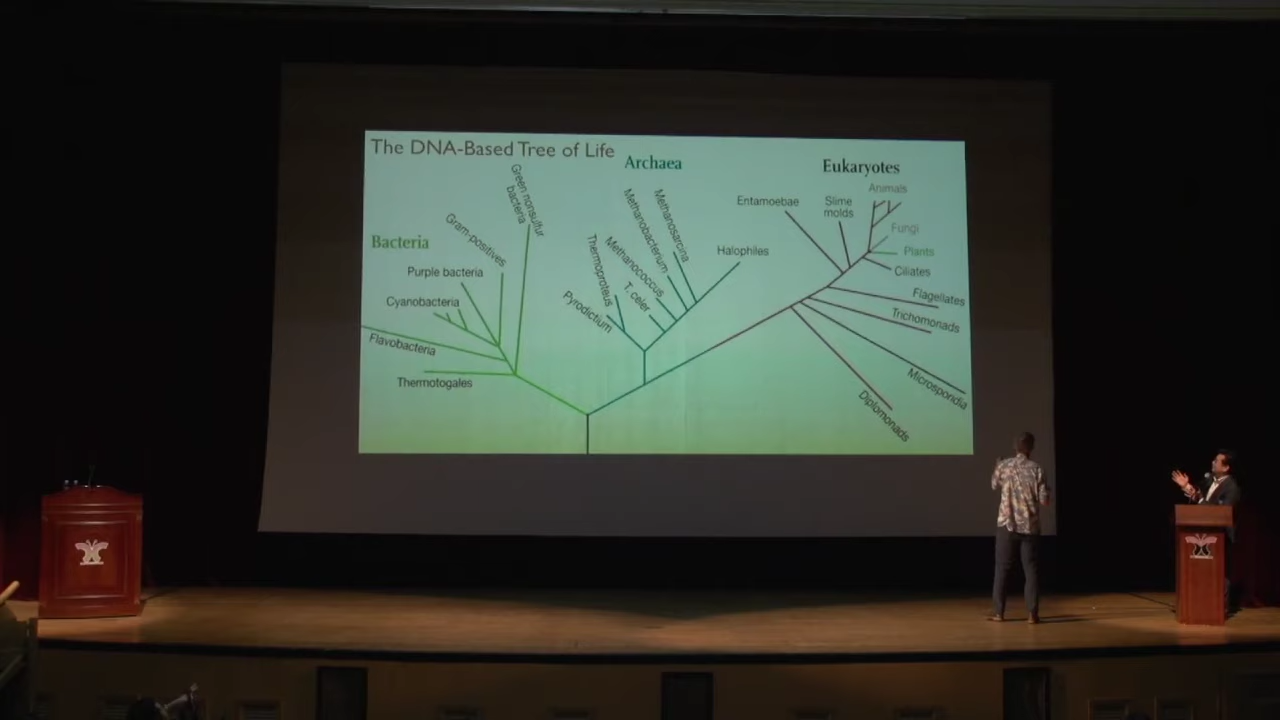 The DNA-Based Tree of Life
Bacteria
Green nonsulfur
bacteria
Gram-positives
Purple bacteria
Cyanobacteria
Flavobacteria
Thermotogales
Archaea
Methanosarcina
Methanobacterium
Methanococcus
T. celer
Thermoproteus
Pyrodictium
Halophiles
Eukaryotes
Entamoebae
Slime
molds
Animals
Fungi
Plants
Ciliates
Flagellates
Trichomonads
Microsporidia
Diplomonads